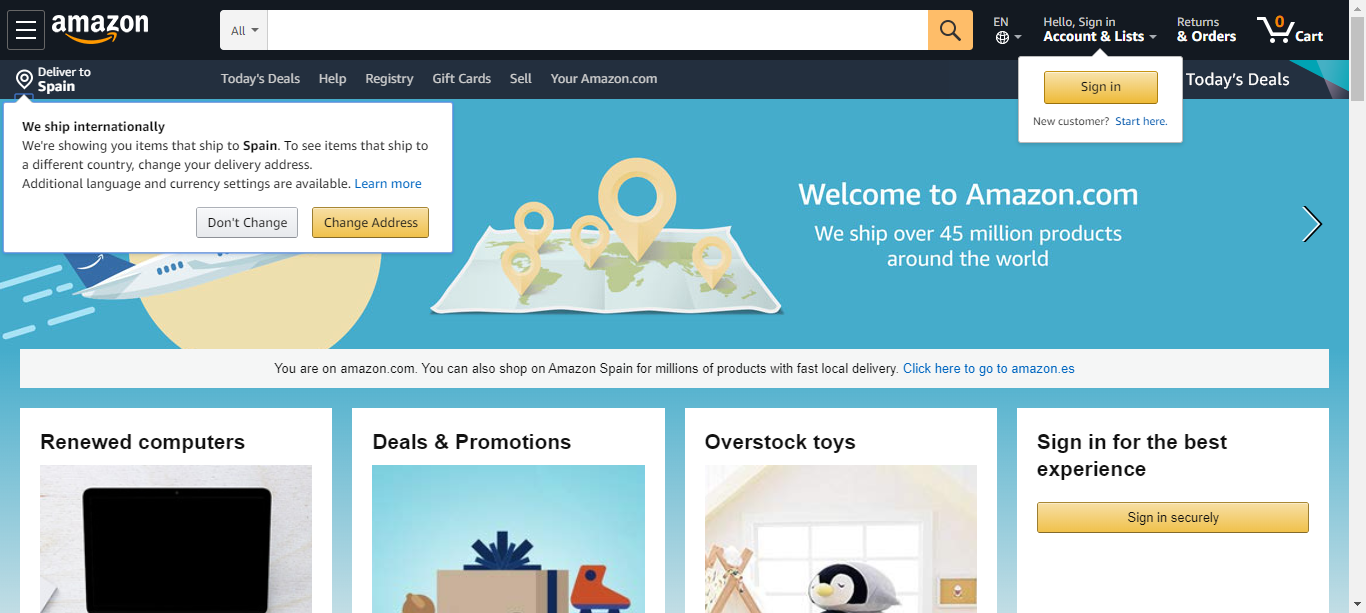 amazon
All
EN
Hello, Sign in
Account & Lists
Returns
& Orders
0
Cart
Deliver to
Spain
Today's Deals
Help
Registry
Gift Cards
Sell
Your Amazon.com
Today's Deals
Sign in
New customer? Start here.
We ship internationally
We're showing you items that ship to Spain. To see items that ship to
a different country, change your delivery address.
Additional language and currency settings are available. Learn more
Don't Change
Change Address
Welcome to Amazon.com
We ship over 45 million products
around the world
You are on amazon.com. You can also shop on Amazon Spain for millions of products with fast local delivery. Click here to go to amazon.es
Renewed computers
Deals & Promotions
Overstock toys
Sign in for the best
experience
Sign in securely